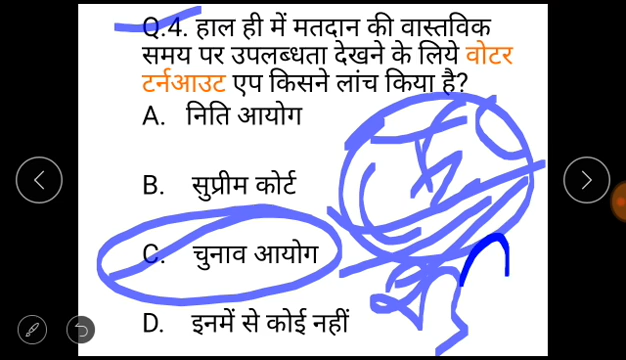 Q.4. हाल ही में मतदान की वास्तविक
समय पर उपलब्धता देखने के लिये वोटर
टर्नआउट एप किसने लांच किया है?
A. निति आयोग
B. सुप्रीम कोर्ट
C. चुनाव आयोग
D. इनमें से कोई नहीं